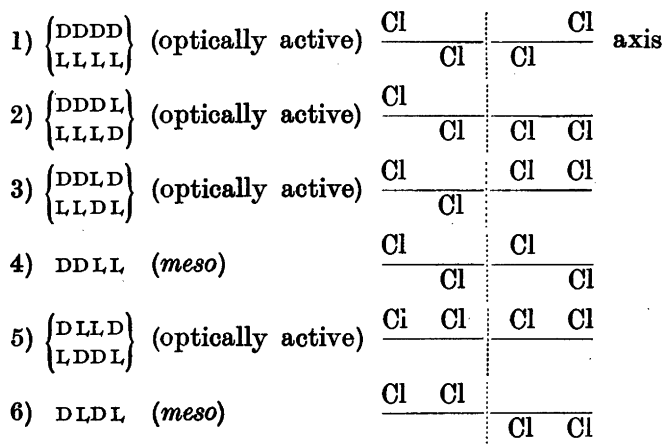 1) {DDDD LLLL} (optically active) Cl Cl Cl Cl axis
2) {DDDL LLLD} (optically active) Cl Cl Cl Cl
3) {DDLD LLDL} (optically active) Cl Cl Cl Cl
4) DDLL (meso) Cl Cl Cl Cl
5) {DLLD LDDL} (optically active) Ci Cl Cl Cl
6) DLDL (meso) Cl Cl Cl Cl